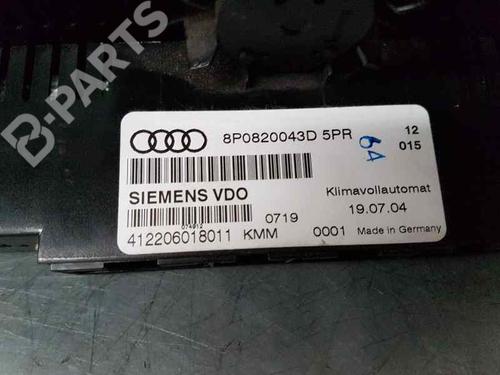 B-PARTS
8P0820043D 5PR
64
12
015
SIEMENS VDO
Klimavollautomat
074912
0719
19.07.04
412206018011 KMM
0001 Made in Germany